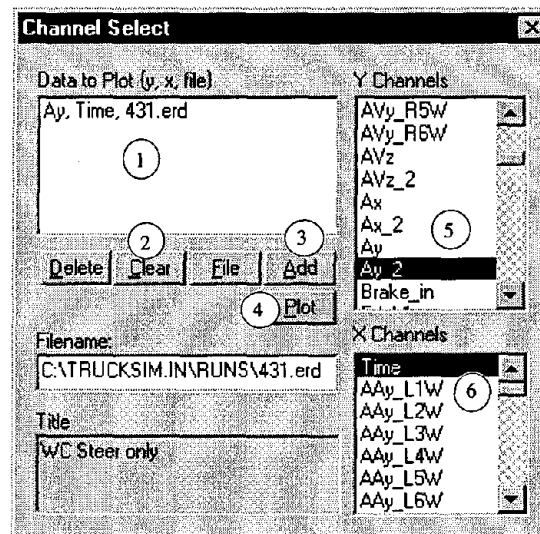 Channel Select
Data to Plot (y, x, file)
Ay, Time, 431.erd
1
2
3
Delete
Clear
File
Add
4
Plot
Filename:
C:\TRUCKSIM.IN\RUNS\431.erd
Title
WC Steer only
Y Channels
AVy_R5W
AVy_R6W
AVz
AVz_2
Ax
Ax_2
Ay
5
Ay_2
Brake_in
X Channels
Time
AAy_L1W
6
AAy_L2W
AAy_L3W
AAy_L4W
AAy_L5W
AAy_L6W